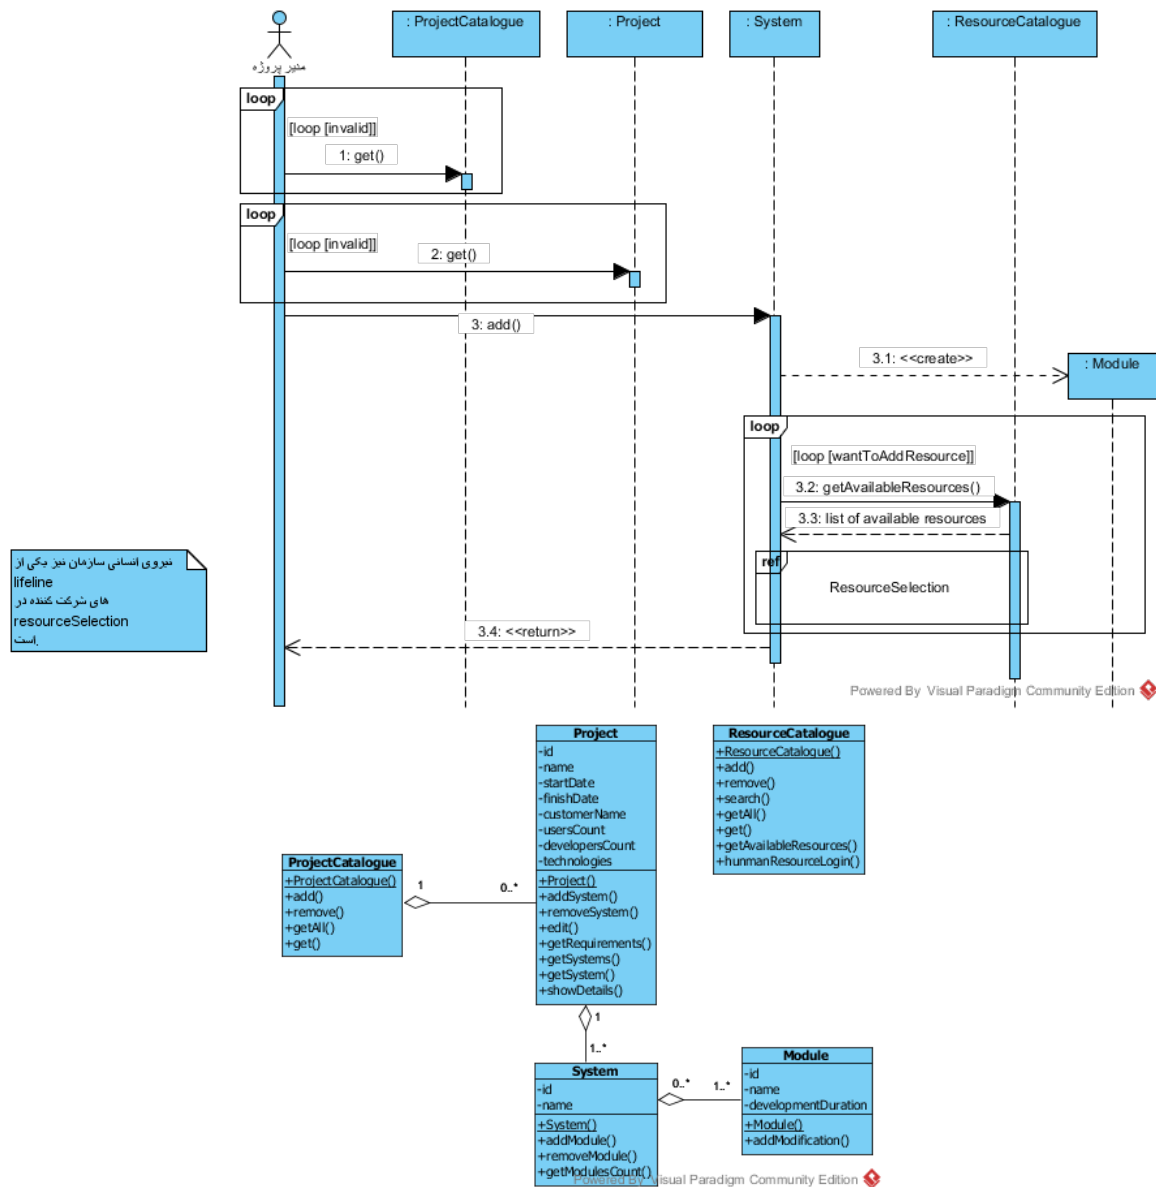 : ProjectCatalogue
: Project
: System
: ResourceCatalogue
مدیر پروژه
loop
[loop [invalid]]
1: get()
loop
[loop [invalid]]
2: get()
3: add()
3.1: <<create>>
: Module
loop
[loop [wantToAddResource]]
3.2: getAvailableResources()
3.3: list of available resources
ref
ResourceSelection
نیروی انسانی سازمان نیز یکی از
lifeline
های شرکت کننده در
resourceSelection
است.
3.4: <<return>>
Powered By Visual Paradigm Community Edition
Project
-id
-name
-startDate
-finishDate
-customerName
-usersCount
-developersCount
-technologies
+Project()
+addSystem()
+removeSystem()
+edit()
+getRequirements()
+getSystems()
+getSystem()
+showDetails()
ResourceCatalogue
+ResourceCatalogue()
+add()
+remove()
+search()
+getAll()
+get()
+getAvailableResources()
+hunmanResourceLogin()
ProjectCatalogue
+ProjectCatalogue()
+add()
+remove()
+getAll()
+get()
1
0..*
1
1..*
System
-id
-name
+System()
+addModule()
+removeModule()
+getModulesCount()
0..*
1..*
Module
-id
-name
-developmentDuration
+Module()
+addModification()
Powered By Visual Paradigm Community Edition